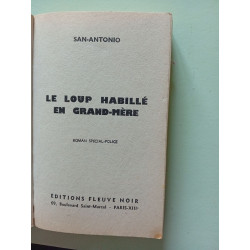 SAN-ANTONIO
LE LOUP HABILLÉ
EN GRAND-MÈRE
ROMAN SPÉCIAL-POLICE
EDITIONS FLEUVE NOIR
69, Boulevard Saint-Marcel - PARIS-XIIIe